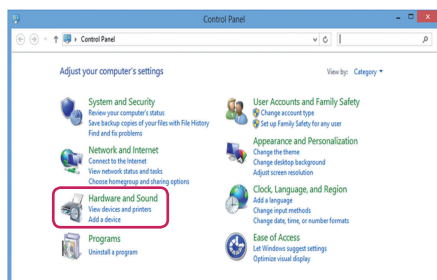 Control Panel
Control Panel
Adjust your computer's settings
View by: Category
System and Security
Review your computer's status
Save backup copies of your files with File History
Find and fix problems
Network and Internet
Connect to the Internet
View network status and tasks
Choose homegroup and sharing options
Hardware and Sound
View devices and printers
Add a device
Programs
Uninstall a program
User Accounts and Family Safety
Change account type
Set up Family Safety for any user
Appearance and Personalization
Change the theme
Change desktop background
Adjust screen resolution
Clock, Language, and Region
Add a language
Change input methods
Change date, time, or number formats
Ease of Access
Let Windows suggest settings
Optimize visual display